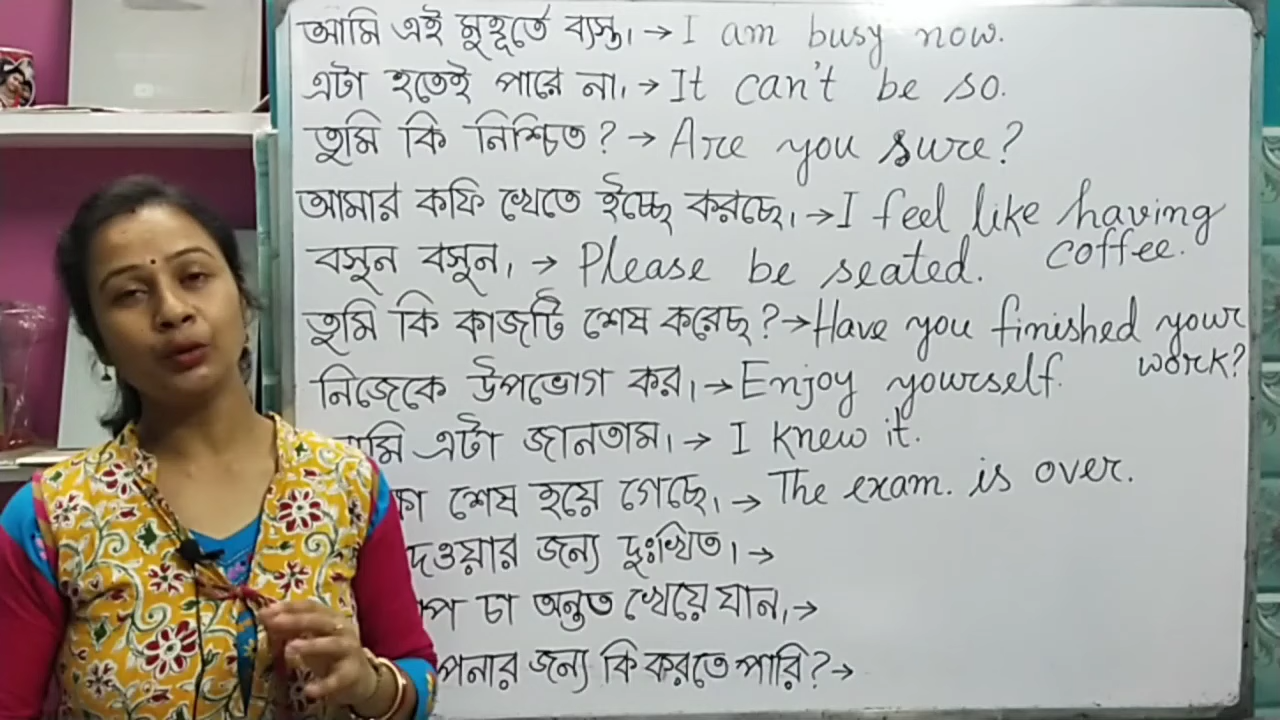 আমি এই মুহূর্তে ব্যস্ত। → I am busy now.
এটা হতেই পারে না। → It can't be so.
তুমি কি নিশ্চিত? → Are you sure?
আমার কফি খেতে ইচ্ছে করছে। → I feel like having coffee.
বসুন বসুন। → Please be seated.
তুমি কি কাজটি শেষ করেছ? → Have you finished your work?
নিজেকে উপভোগ কর। → Enjoy yourself.
এটা জানতাম। → I knew it.
শেষ হয়ে গেছে। → The exam. is over.
জন্য দুঃখিত। →
চা অন্তত খেয়ে যান। →
জন্য কি করতে পারি? →